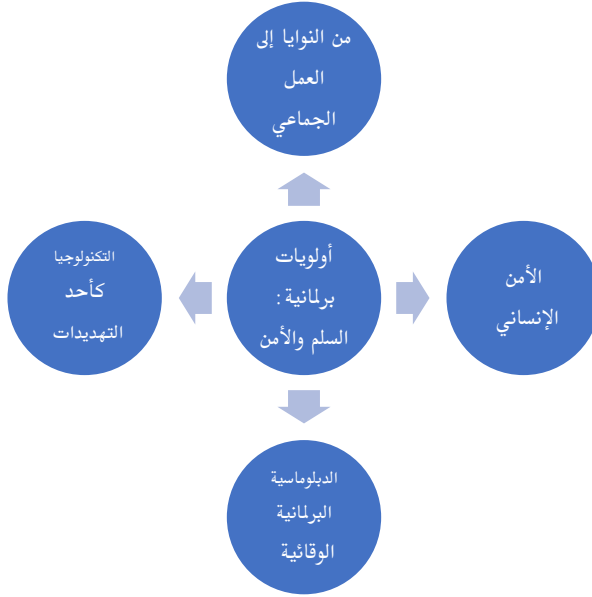 من النوايا إلى
العمل
الجماعي
أولويات
برلمانية:
السلم والأمن
الأمن
الإنساني
الدبلوماسية
البرلمانية
الوقائية
التكنولوجيا
كأحد
التهديدات